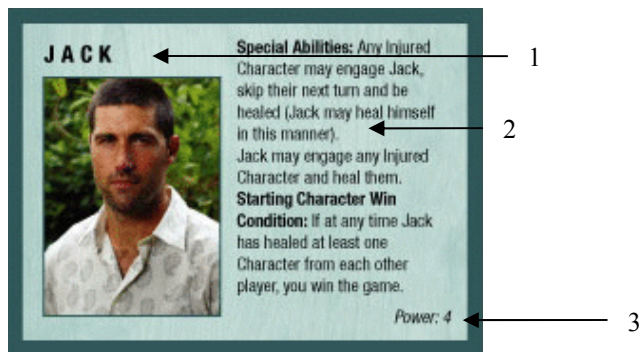 JACK
1
Special Abilities: Any Injured
Character may engage Jack,
skip their next turn and be
healed (Jack may heal himself
in this manner).
2
Jack may engage any Injured
Character and heal them.
Starting Character Win
Condition: If at any time Jack
has healed at least one
Character from each other
player, you win the game.
Power: 4
3